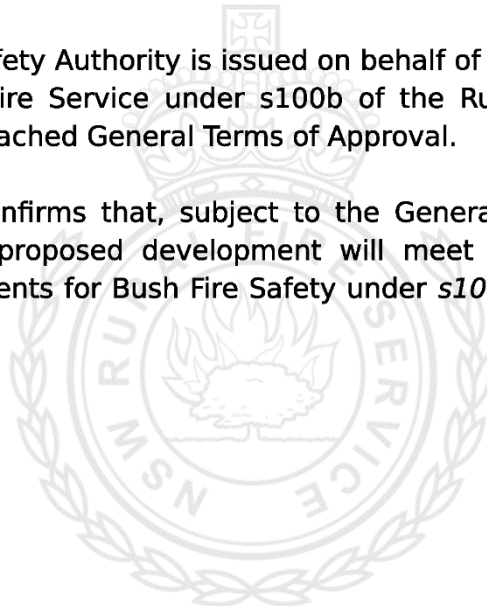 fety Authority is issued on behalf of
ire Service under s100b of the Ru
ached General Terms of Approval.
nfirms that, subject to the Genera
proposed development will meet
ents for Bush Fire Safety under s10
RURAL FIRE SERVICE
NSW